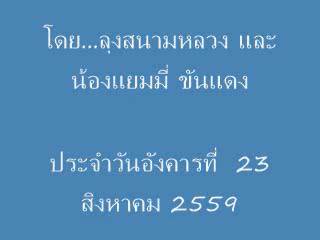 โดย...ลุงสนามหลวง และ
น้องแยมมี่ ขันแดง
ประจำวันอังคารที่ 23
สิงหาคม 2559